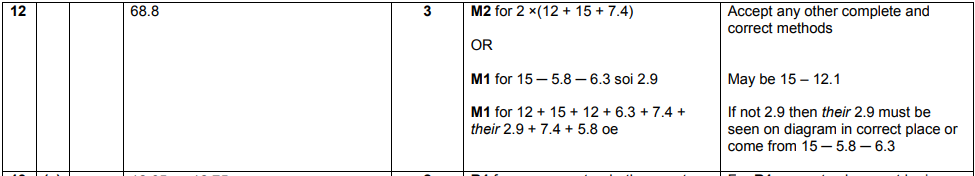 12
68.8
3
M2 for 2 ×(12 + 15 + 7.4)
OR
M1 for 15 — 5.8 — 6.3 soi 2.9
M1 for 12 + 15 + 12 + 6.3 + 7.4 +
their 2.9 + 7.4 + 5.8 oe
Accept any other complete and
correct methods
May be 15 – 12.1
If not 2.9 then their 2.9 must be
seen on diagram in correct place or
come from 15 — 5.8 — 6.3